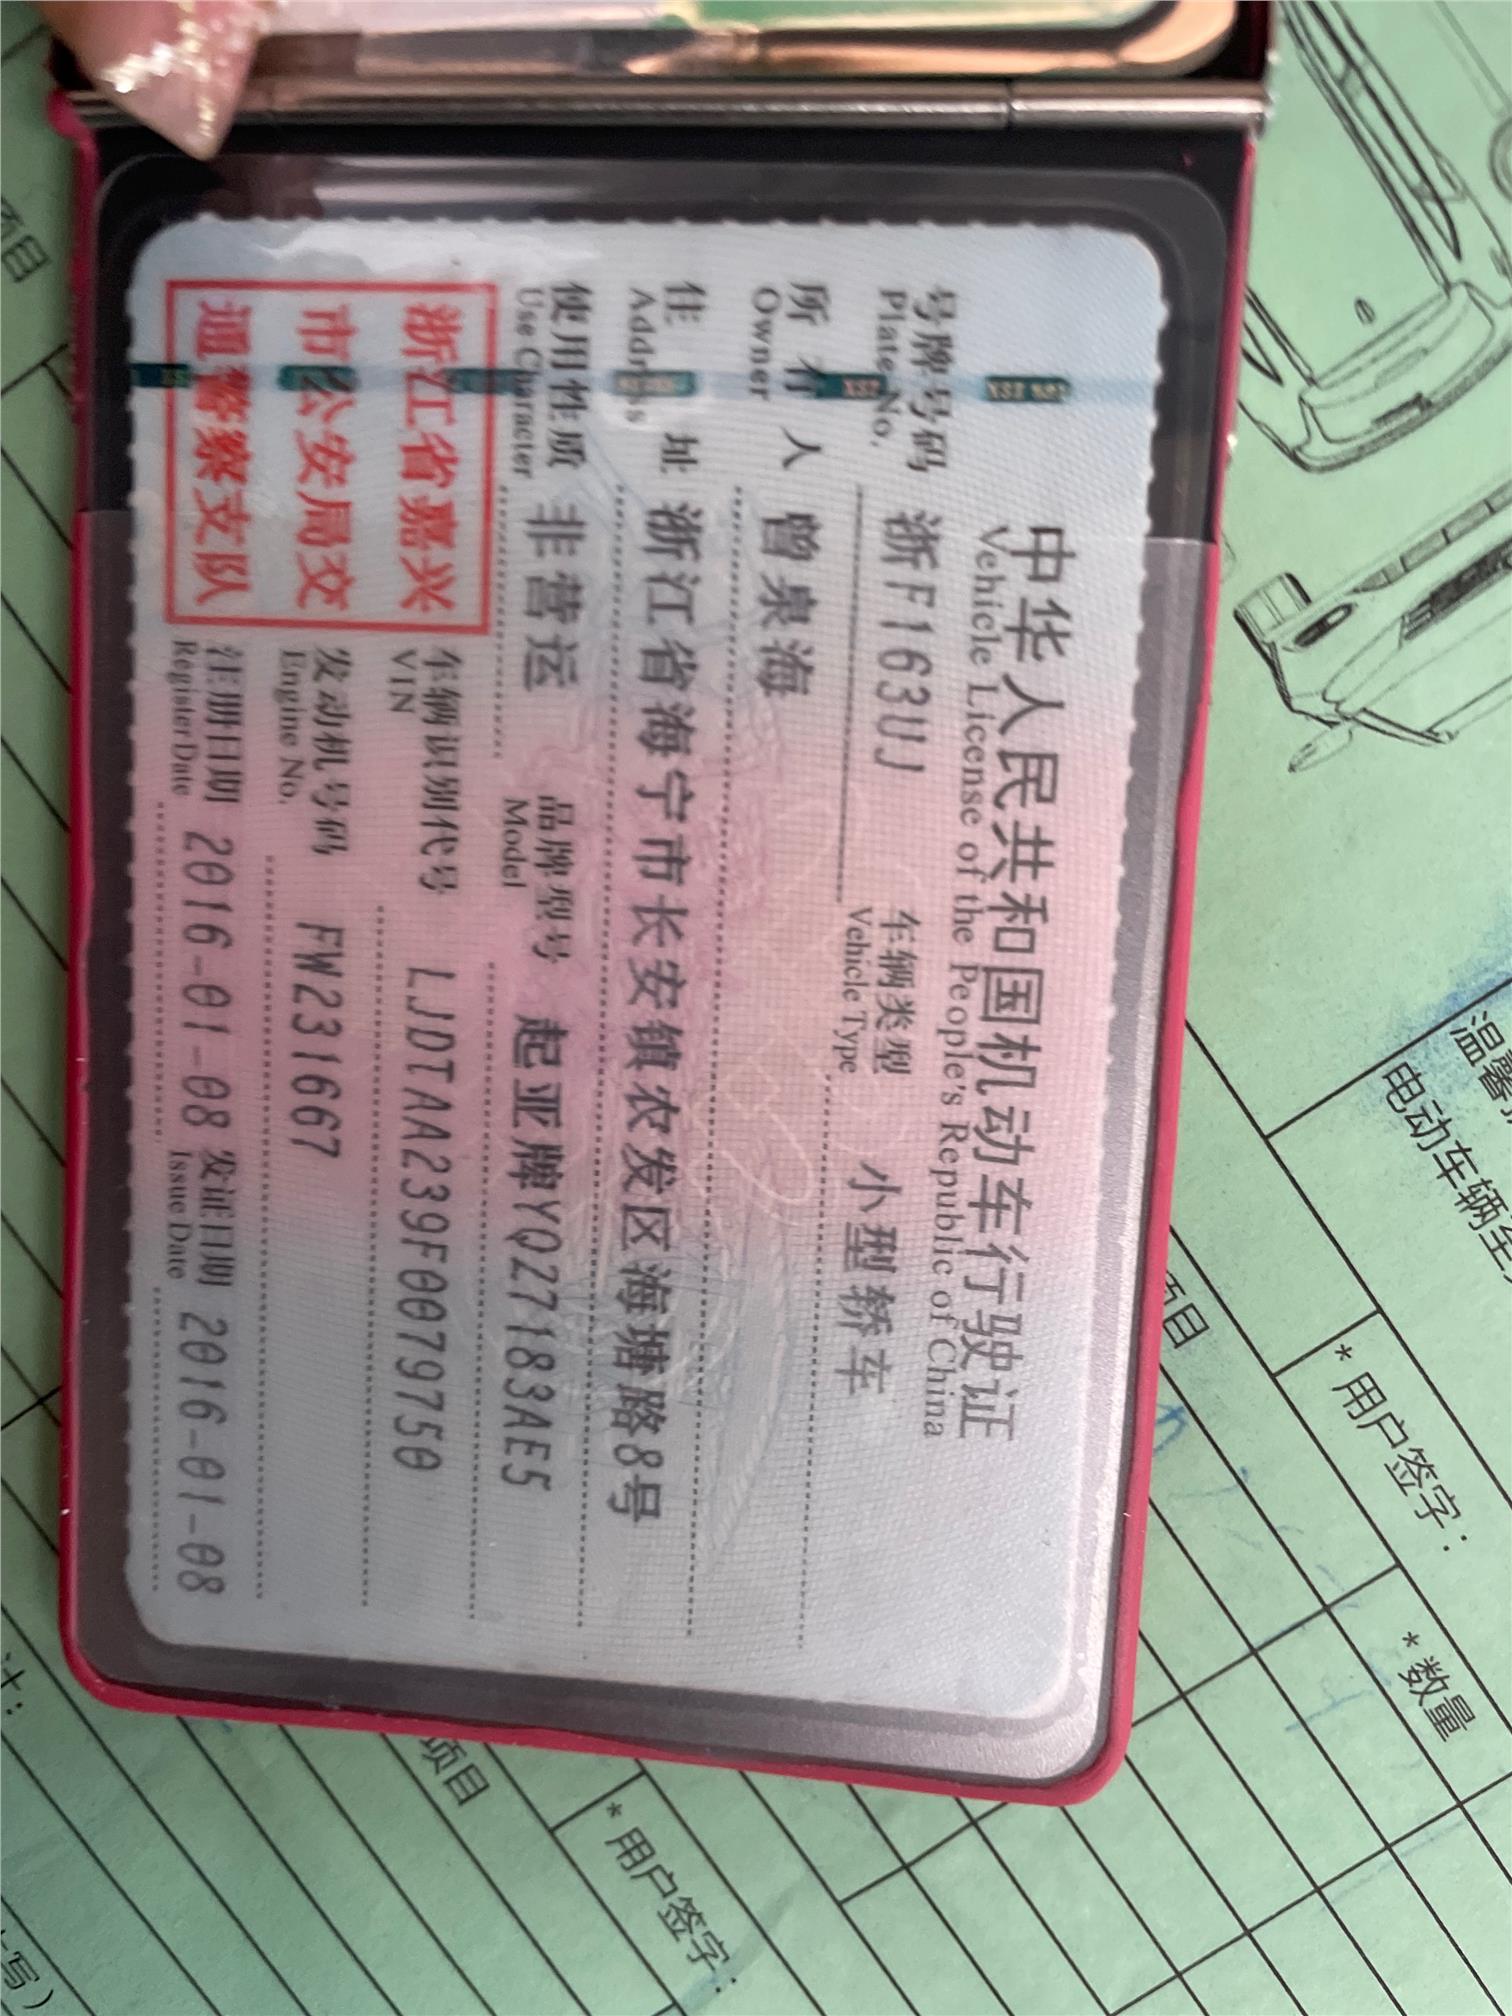 中华人民共和国机动车行驶证
Vehicle License of the People's Republic of China
号牌号码 浙F163UJ 车辆类型 小型轿车
Plate No. Vehicle Type
所有人 曾泉海
Owner
住址 浙江省海宁市长安镇农发区海塘路8号
Address
使用性质 非营运 品牌型号 起亚牌YQZ7183AE5
Use Character Model
浙江省嘉兴
市公安局交
通警察支队
车辆识别代号 LJDTAA239F0079750
VIN
发动机号码 FW231667
Engine No.
注册日期 2016-01-08 发证日期 2016-01-08
Register Date Issue Date
项目
温馨
电动车辆
项目
*用户签字：
*数量
项目
*用户签字：
计：
写）